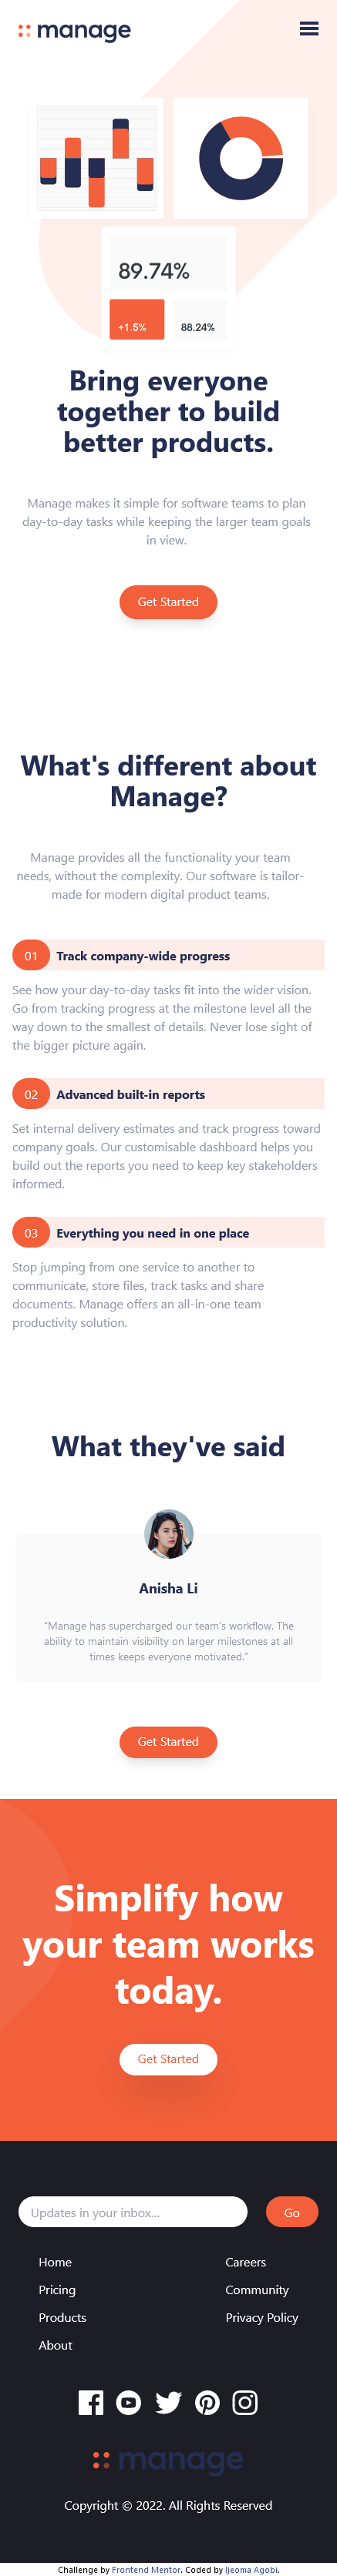 manage
89.74%
+1.5%
88.24%
Bring everyone
together to build
better products.
Manage makes it simple for software teams to plan
day-to-day tasks while keeping the larger team goals
in view.
Get Started
What's different about
Manage?
Manage provides all the functionality your team
needs, without the complexity. Our software is tailor-
made for modern digital product teams.
01 Track company-wide progress
See how your day-to-day tasks fit into the wider vision.
Go from tracking progress at the milestone level all the
way down to the smallest of details. Never lose sight of
the bigger picture again.
02 Advanced built-in reports
Set internal delivery estimates and track progress toward
company goals. Our customisable dashboard helps you
build out the reports you need to keep key stakeholders
informed.
03 Everything you need in one place
Stop jumping from one service to another to
communicate, store files, track tasks and share
documents. Manage offers an all-in-one team
productivity solution.
What they've said
Anisha Li
"Manage has supercharged our team's workflow. The
ability to maintain visibility on larger milestones at all
times keeps everyone motivated."
Get Started
Simplify how
your team works
today.
Get Started
Updates in your inbox... Go
Home Careers
Pricing Community
Products Privacy Policy
About
manage
Copyright © 2022. All Rights Reserved
Challenge by Frontend Mentor. Coded by Ijeoma Agobi.